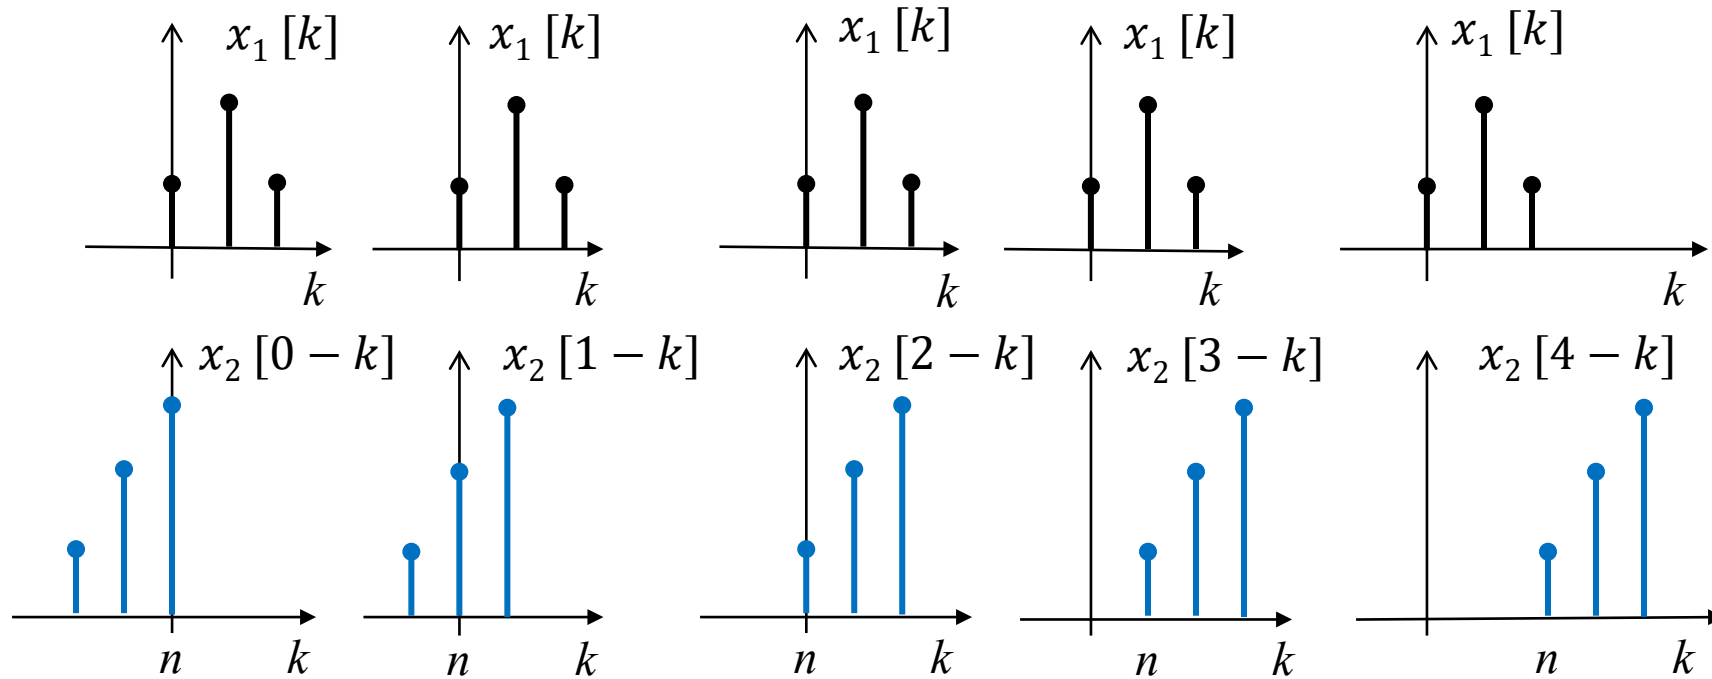 x₁ [k] x₁ [k] x₁ [k] x₁ [k] x₁ [k]
k k k k k
x₂ [0 − k] x₂ [1 − k] x₂ [2 − k] x₂ [3 − k] x₂ [4 − k]
n k n k n k n k n k